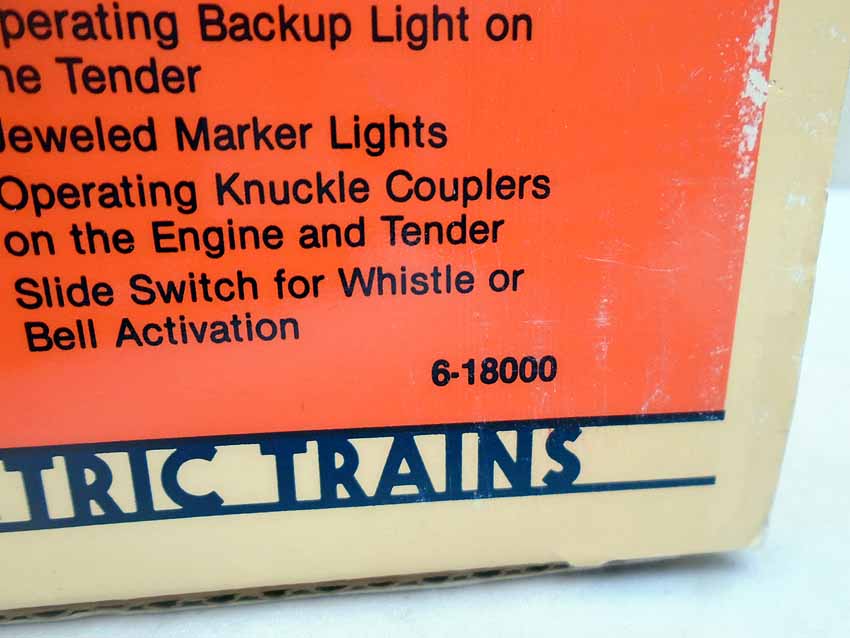 perating Backup Light on
he Tender
Jeweled Marker Lights
Operating Knuckle Couplers
on the Engine and Tender
Slide Switch for Whistle or
Bell Activation
6-18000
TRIC TRAINS